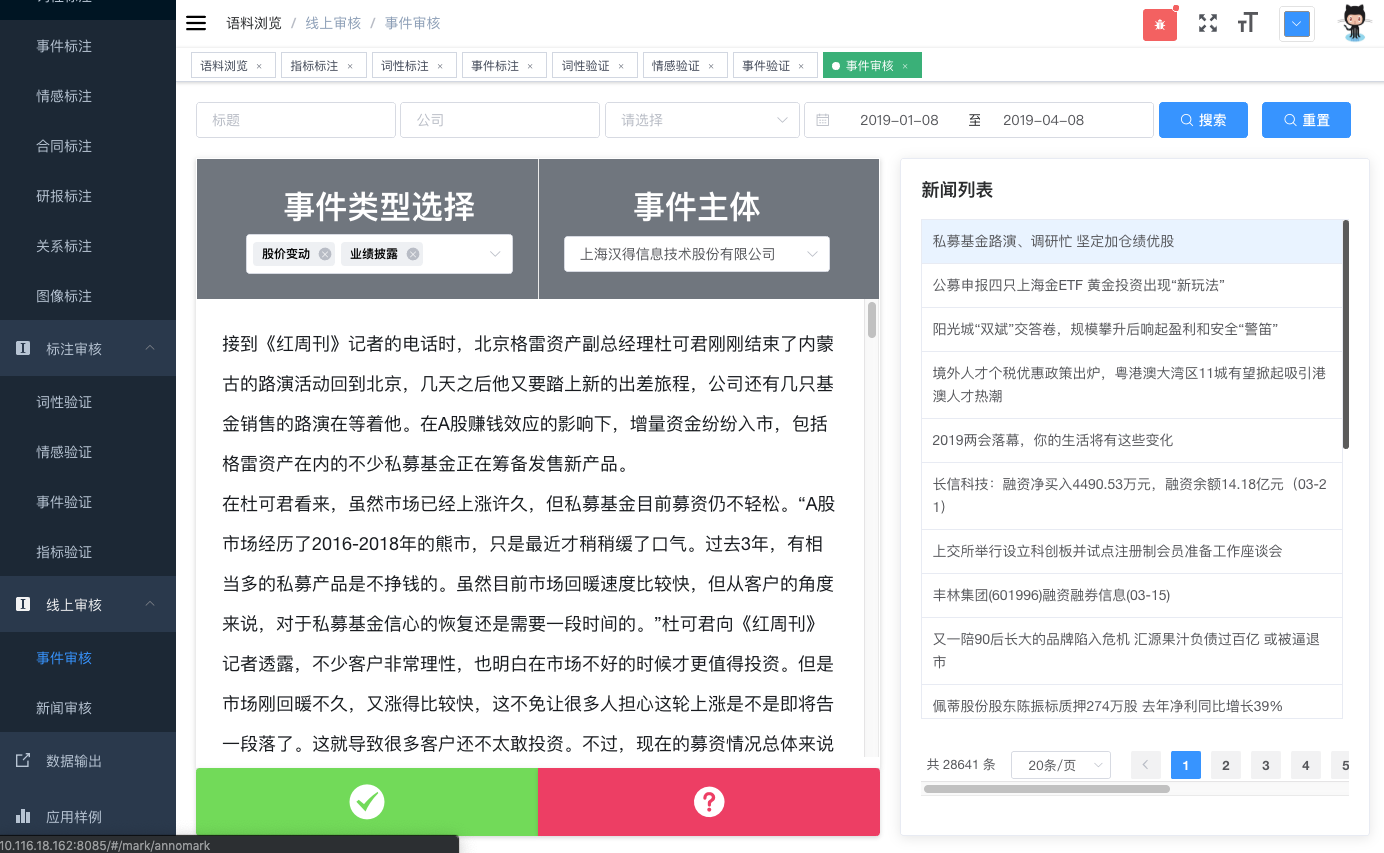 事件标注
情感标注
合同标注
研报标注
关系标注
图像标注
标注审核
词性验证
情感验证
事件验证
指标验证
线上审核
事件审核
新闻审核
数据输出
应用样例
10.116.18.162:8085/#/mark/annomark
语料浏览 / 线上审核 / 事件审核
语料浏览 × 指标标注 × 词性标注 × 事件标注 × 词性验证 × 情感验证 × 事件验证 × 事件审核 ×
标题 公司 请选择 2019-01-08 至 2019-04-08 搜索 重置
事件类型选择
股价变动 业绩披露
事件主体
上海汉得信息技术股份有限公司
接到《红周刊》记者的电话时，北京格雷资产副总经理杜可君刚刚结束了内蒙
古的路演活动回到北京，几天之后他又要踏上新的出差旅程，公司还有几只基
金销售的路演在等着他。在A股赚钱效应的影响下，增量资金纷纷入市，包括
格雷资产在内的不少私募基金正在筹备发售新产品。
在杜可君看来，虽然市场已经上涨许久，但私募基金目前募资仍不轻松。“A股
市场经历了2016-2018年的熊市，只是最近才稍稍缓了口气。过去3年，有相
当多的私募产品是不挣钱的。虽然目前市场回暖速度比较快，但从客户的角度
来说，对于私募基金信心的恢复还是需要一段时间的。”杜可君向《红周刊》
记者透露，不少客户非常理性，也明白在市场不好的时候才更值得投资。但是
市场刚回暖不久，又涨得比较快，这不免让很多人担心这轮上涨是不是即将告
一段落了。这就导致很多客户还不太敢投资。不过，现在的募资情况总体来说
新闻列表
私募基金路演、调研忙 坚定加仓绩优股
公募申报四只上海金ETF 黄金投资出现“新玩法”
阳光城“双斌”交答卷，规模攀升后响起盈利和安全“警笛”
境外人才个税优惠政策出炉，粤港澳大湾区11城有望掀起吸引港
澳人才热潮
2019两会落幕，你的生活将有这些变化
长信科技：融资净买入4490.53万元，融资余额14.18亿元（03-2
1）
上交所举行设立科创板并试点注册制会员准备工作座谈会
丰林集团(601996)融资融券信息(03-15)
又一陪90后长大的品牌陷入危机 汇源果汁负债过百亿 或被逼退
市
佩蒂股份股东陈振标质押274万股 去年净利同比增长39%
共 28641 条 20条/页 1 2 3 4 5